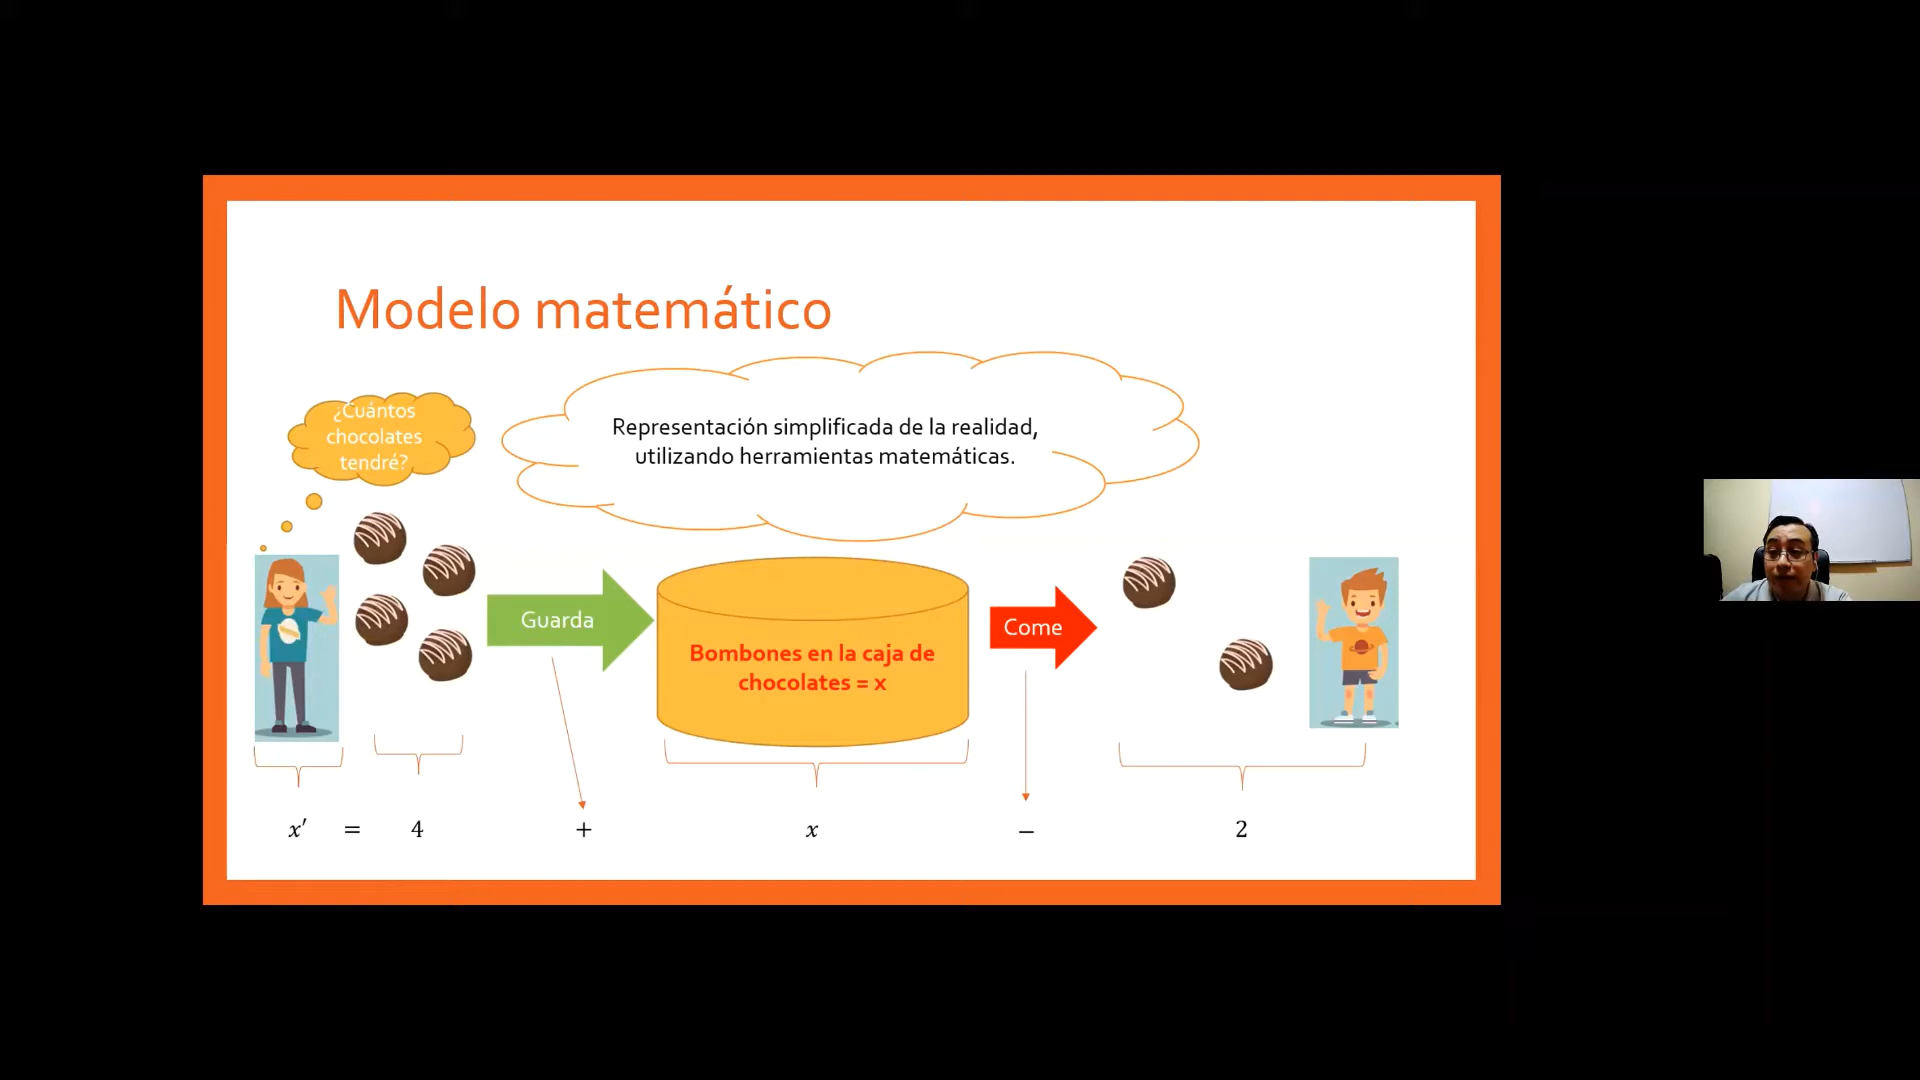 Modelo matemático
¿Cuántos
chocolates
tendré?
Representación simplificada de la realidad,
utilizando herramientas matemáticas.
Guarda
Bombones en la caja de
chocolates = x
Come
x′ = 4 + x − 2